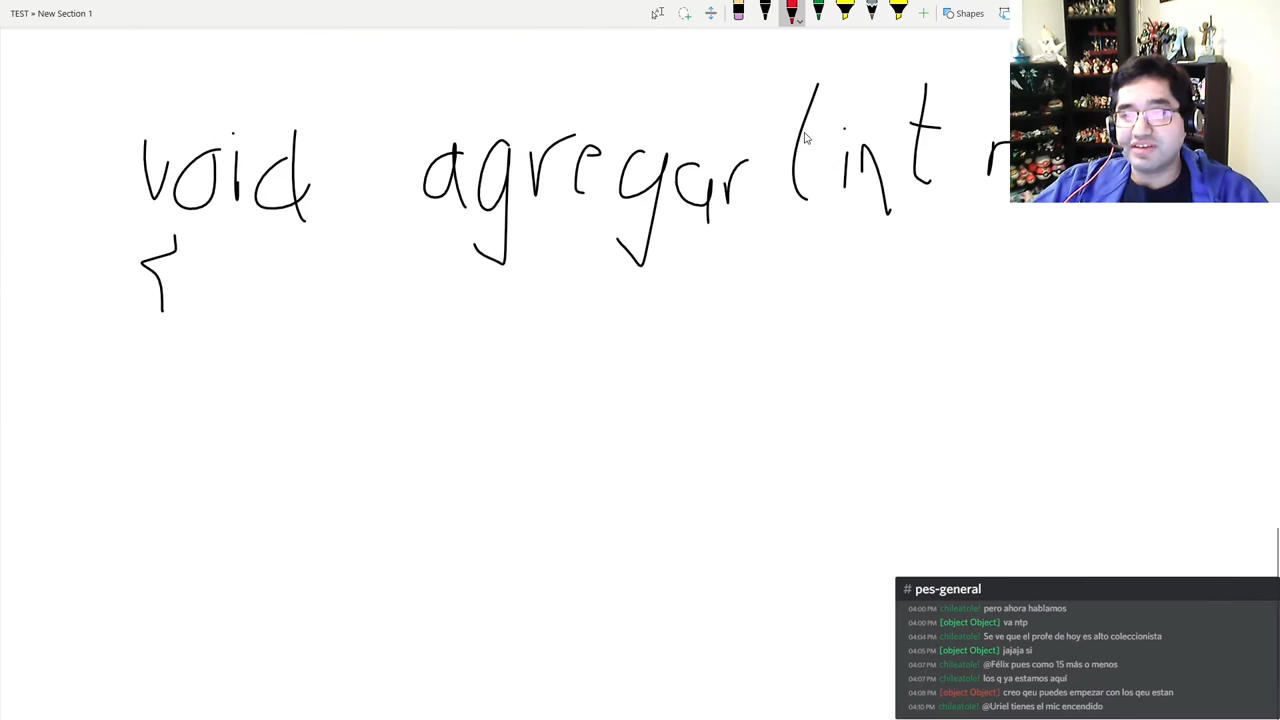 TEST » New Section 1
Shapes
void agregar (int
{
# pes-general
04:00 PM chileatole! pero ahora hablamos
04:00 PM [object Object] va ntp
04:04 PM chileatole! Se ve que el profe de hoy es alto coleccionista
04:05 PM [object Object] jajaja si
04:07 PM chileatole! @Félix pues como 15 más o menos
04:07 PM chileatole! los q ya estamos aquí
04:08 PM [object Object] creo qeu puedes empezar con los qeu estan
04:10 PM chileatole! @Uriel tienes el mic encendido